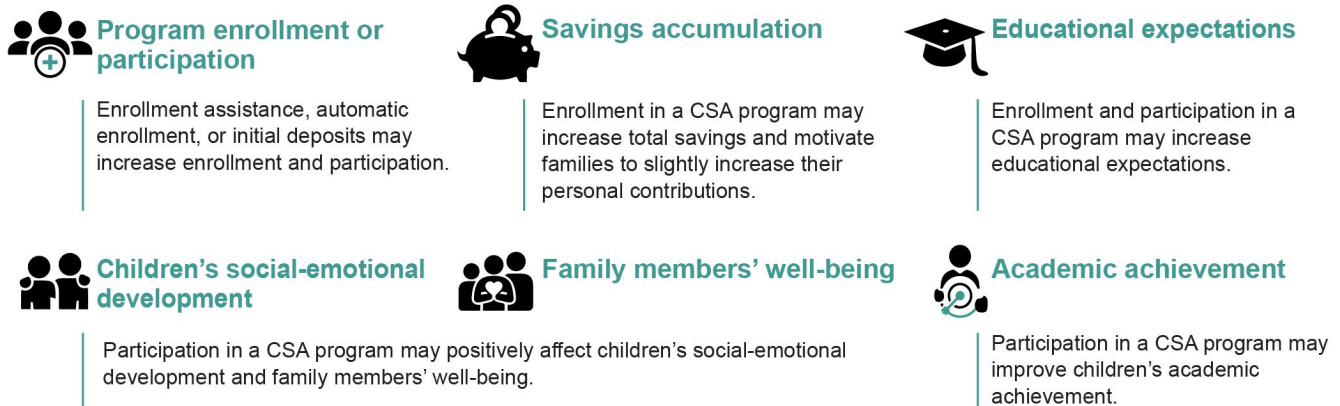 Program enrollment or
participation
Enrollment assistance, automatic
enrollment, or initial deposits may
increase enrollment and participation.
Savings accumulation
Enrollment in a CSA program may
increase total savings and motivate
families to slightly increase their
personal contributions.
Educational expectations
Enrollment and participation in a
CSA program may increase
educational expectations.
Children's social-emotional
development
Family members' well-being
Participation in a CSA program may positively affect children's social-emotional
development and family members' well-being.
Academic achievement
Participation in a CSA program may
improve children's academic
achievement.